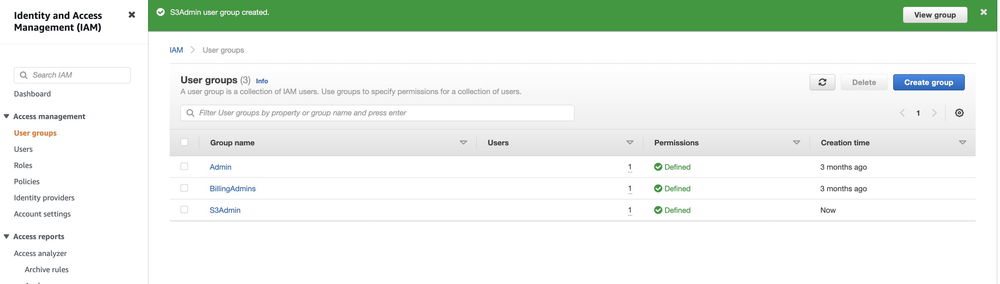 Identity and Access
Management (IAM)
Search IAM
Dashboard
Access management
User groups
Users
Roles
Policies
Identity providers
Account settings
Access reports
Access analyzer
Archive rules
S3Admin user group created.
View group
IAM
User groups
User groups (3) Info
A user group is a collection of IAM users. Use groups to specify permissions for a collection of users.
Delete
Create group
Filter User groups by property or group name and press enter
1
Group name Users Permissions Creation time
Admin 1 Defined 3 months ago
BillingAdmins 1 Defined 3 months ago
S3Admin 1 Defined Now